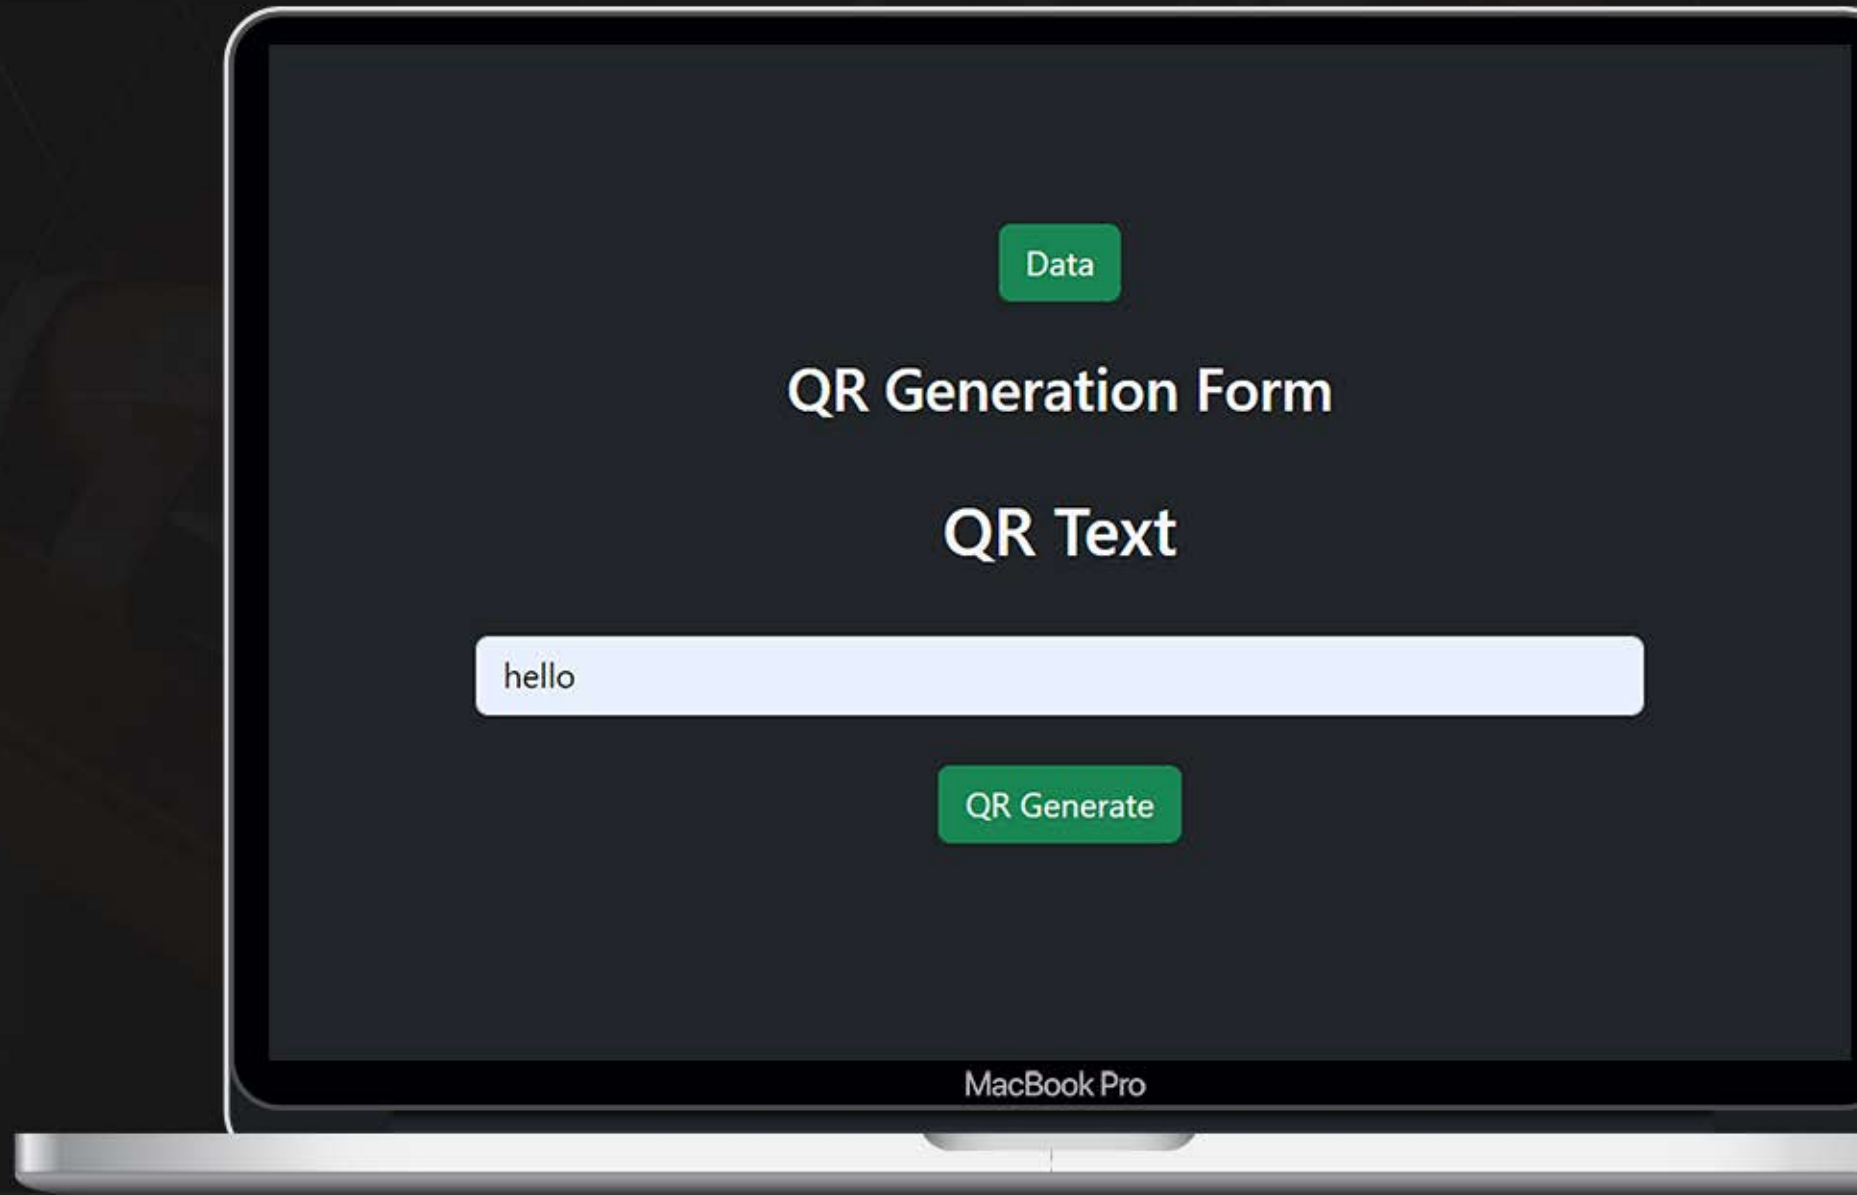 Data
QR Generation Form
QR Text
hello
QR Generate
MacBook Pro